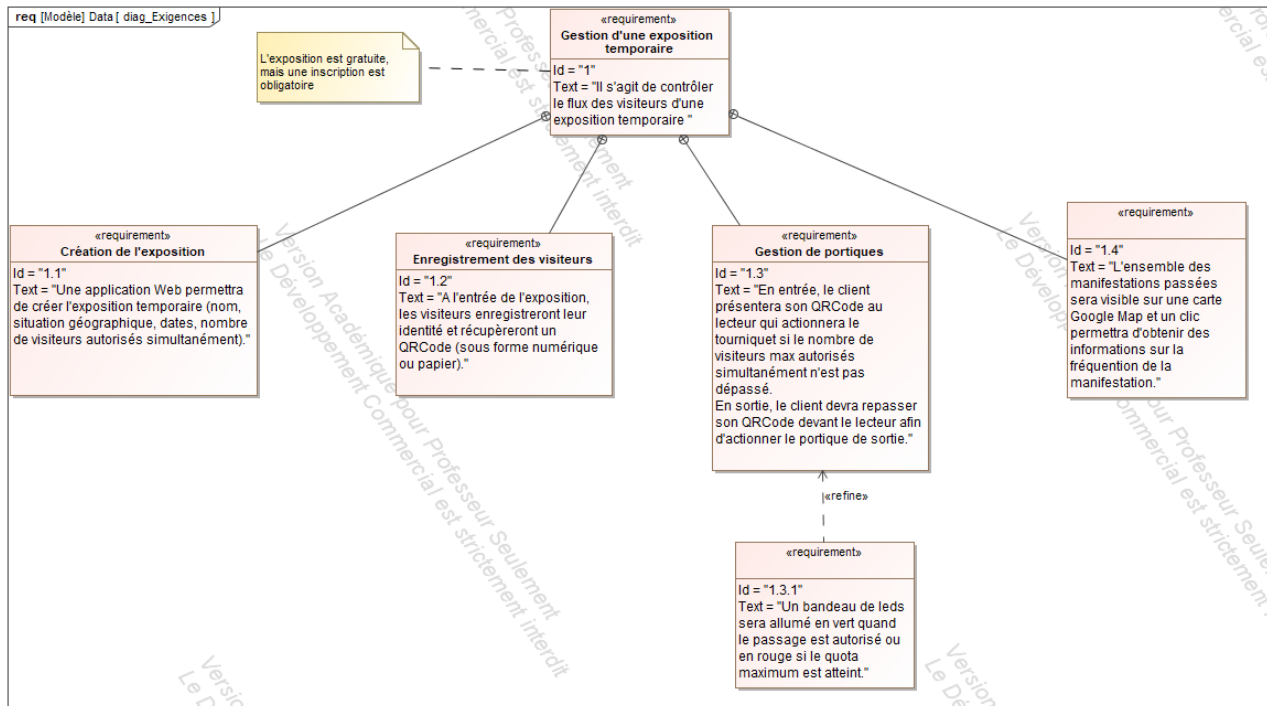 req [Modèle] Data [ diag_Exigences ]
«requirement»
Gestion d'une exposition
temporaire
Id = "1"
Text = "Il s'agit de contrôler
le flux des visiteurs d'une
exposition temporaire "
L'exposition est gratuite,
mais une inscription est
obligatoire
«requirement»
Création de l'exposition
Id = "1.1"
Text = "Une application Web permettra
de créer l'exposition temporaire (nom,
situation géographique, dates, nombre
de visiteurs autorisés simultanément)."
«requirement»
Enregistrement des visiteurs
Id = "1.2"
Text = "A l'entrée de l'exposition,
les visiteurs enregistreront leur
identité et récupèreront un
QRCode (sous forme numérique
ou papier)."
«requirement»
Gestion de portiques
Id = "1.3"
Text = "En entrée, le client
présentera son QRCode au
lecteur qui actionnera le
tourniquet si le nombre de
visiteurs max autorisés
simultanément n'est pas
dépassé.
En sortie, le client devra repasser
son QRCode devant le lecteur afin
d'actionner le portique de sortie."
«requirement»
Id = "1.4"
Text = "L'ensemble des
manifestations passées
sera visible sur une carte
Google Map et un clic
permettra d'obtenir des
informations sur la
fréquention de la
manifestation."
«refine»
«requirement»
Id = "1.3.1"
Text = "Un bandeau de leds
sera allumé en vert quand
le passage est autorisé ou
en rouge si le quota
maximum est atteint."
Version Académique pour Professeur Seulement
Le Développement Commercial est strictement interdit